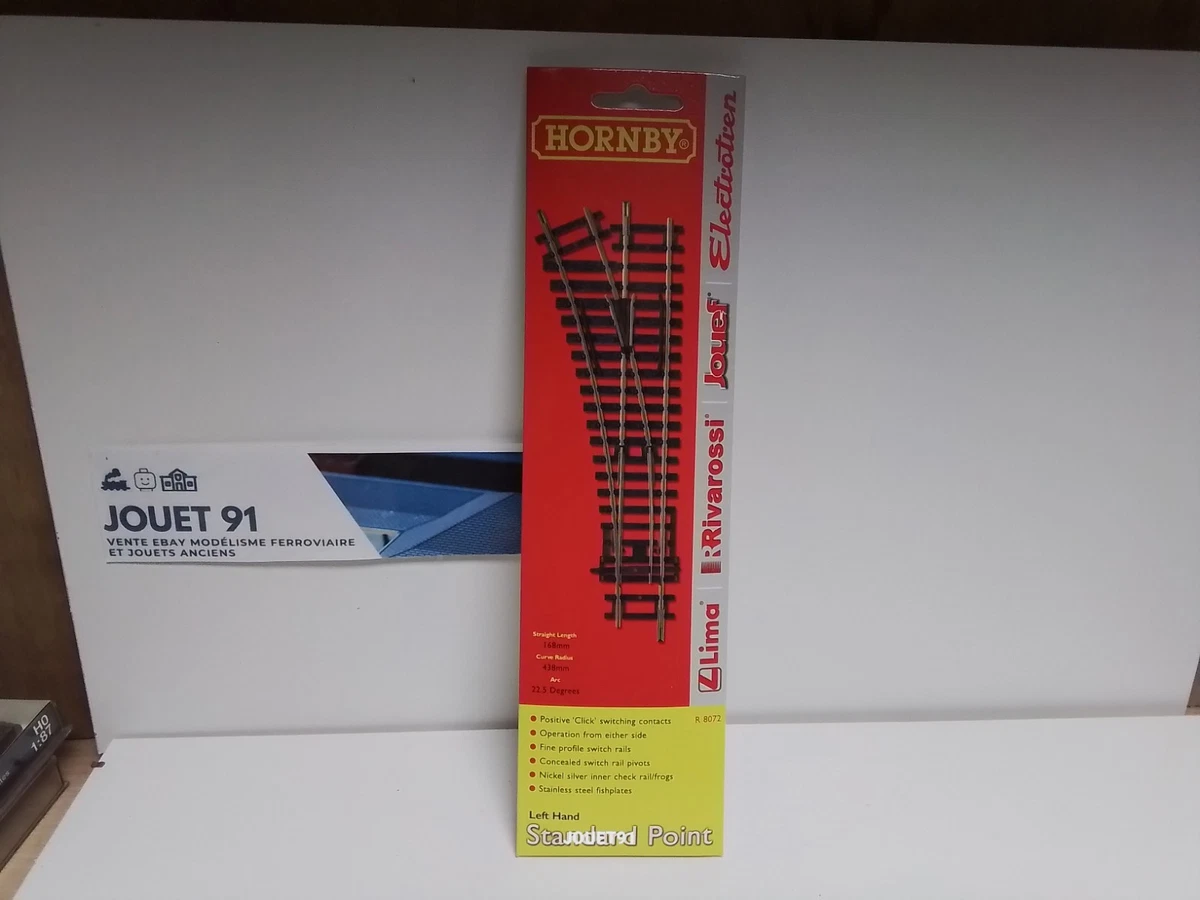 HORNBY®
Electrotren
Jouef
Rivarossi
Lima
JOUET 91
VENTE EBAY MODÉLISME FERROVIAIRE
ET JOUETS ANCIENS
HO
1:87
Straight Length
168mm
Curve Radius
438mm
Arc
22.5 Degrees
R 8072
Positive 'Click' switching contacts
Operation from either side
Fine profile switch rails
Concealed switch rail pivots
Nickel silver inner check rail/frogs
Stainless steel fishplates
Left Hand
Standard Point
JOUET91